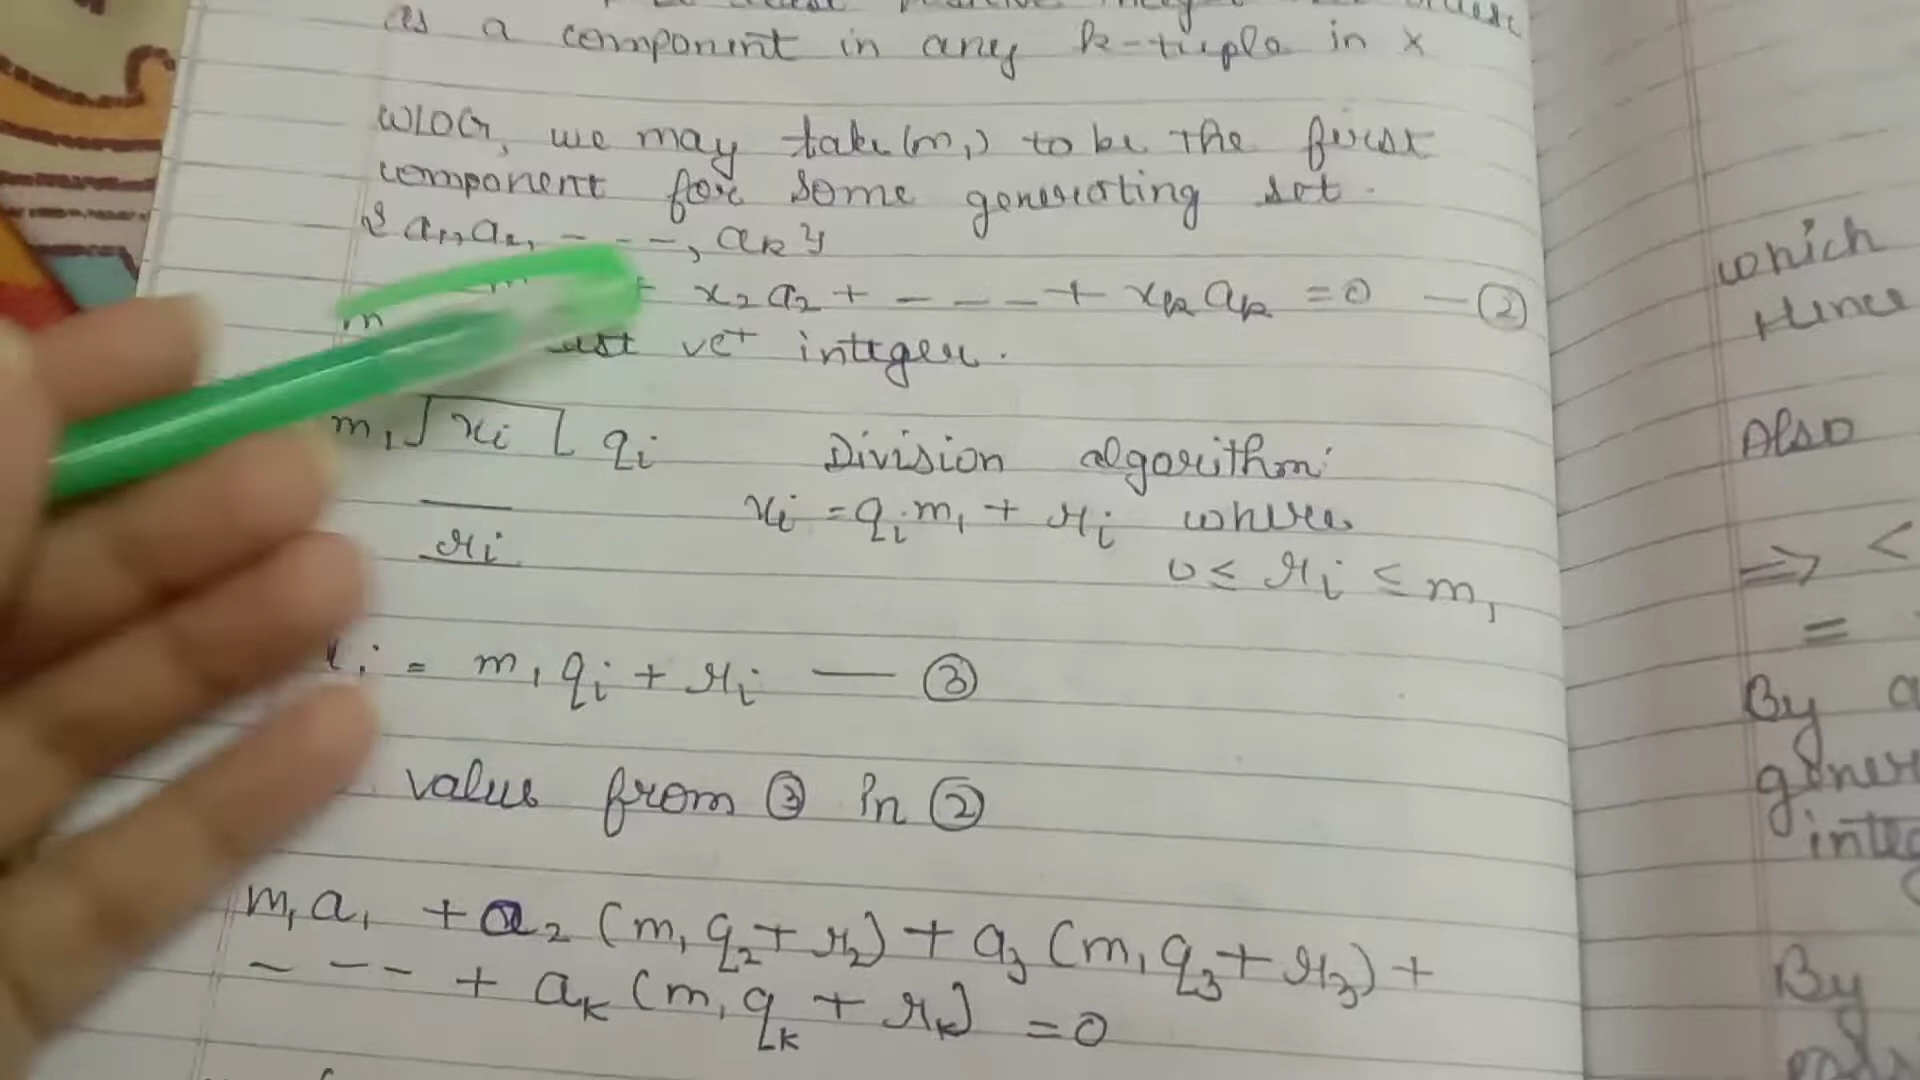 as a component in any k-tuple in x
WLOG, we may take (m₁) to be the first
component for some generating set.
{a₁, a₂, - - -, aₖ}
x₂a₂ + - - - + xₖaₖ = 0 — ②
m
vet integer.
m₁ √ xᵢ [ qᵢ Division algorithm
xᵢ = qᵢm₁ + rᵢ where
rᵢ
0 ≤ rᵢ ≤ m₁
= m₁qᵢ + rᵢ — ③
value from ③ in ②
m₁a₁ + a₂ (m₁q₂ + r₂) + a₃ (m₁q₃ + r₃) +
- - - + aₖ (m₁qₖ + rₖ) = 0
which
Hence
Also
⇒ <
=
By
By